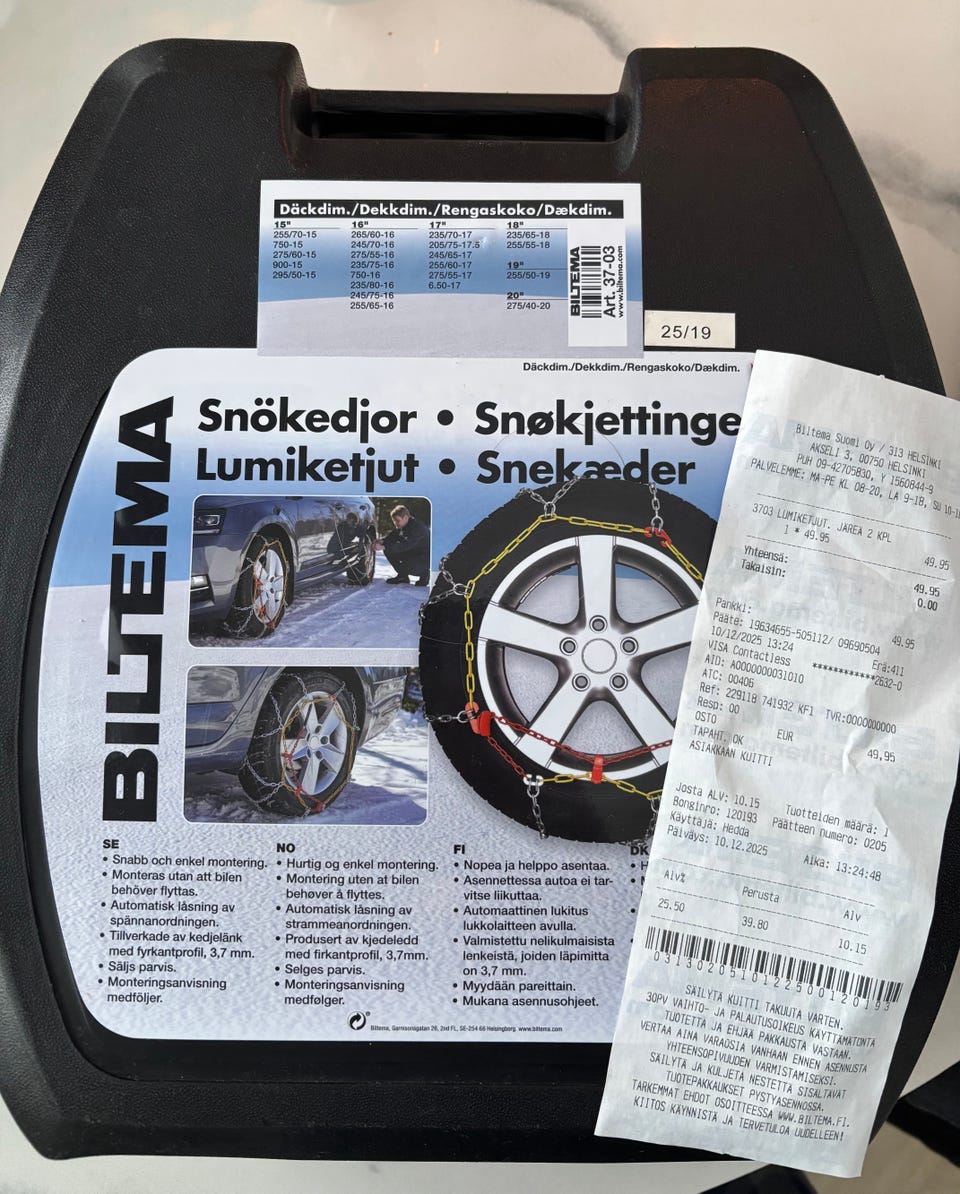 Däckdim./Dekkdim./Rengaskoko/Dækdim.
15"
255/70-15
750-15
275/60-15
900-15
295/50-15
16"
265/60-16
245/70-16
275/55-16
235/75-16
750-16
235/80-16
245/75-16
255/65-16
17"
235/70-17
205/75-17.5
245/65-17
255/60-17
275/55-17
6.50-17
18"
235/65-18
255/55-18
19"
255/50-19
20"
275/40-20
BILTEMA
Art. 37-03
www.biltema.com
25/19
Däckdim./Dekkdim./Rengaskoko/Dækdim.
BILTEMA
Snökedjor • Snøkjettinge
Lumiketjut • Snekæder
SE
• Snabb och enkel montering.
• Monteras utan att bilen
behöver flyttas.
• Automatisk låsning av
spännanordningen.
• Tillverkade av kedjelänk
med fyrkantprofil, 3,7 mm.
• Säljs parvis.
• Monteringsanvisning
medföljer.
NO
• Hurtig og enkel montering.
• Montering uten at bilen
behøver å flyttes.
• Automatisk låsning av
strammeanordningen.
• Produsert av kjedeledd
med firkantprofil, 3,7mm.
• Selges parvis.
• Monteringsanvisning
medfølger.
FI
• Nopea ja helppo asentaa.
• Asennettessa autoa ei tar-
vitse liikuttaa.
• Automaattinen lukitus
lukkolaitteen avulla.
• Valmistettu nelikulmaisista
lenkeistä, joiden läpimitta
on 3,7 mm.
• Myydään pareittain.
• Mukana asennusohjeet.
DK
Biltema, Garnisonsgatan 26, 2nd FL, SE-254 66 Helsingborg. www.biltema.com
Biltema Suomi Oy / 313 HELSINKI
AKSELI 3, 00750 HELSINKI
PUH 09-42705830, Y 1560844-9
PALVELEMME: MA-PE KL 08-20, LA 9-18, SU 10-18
3703 LUMIKETJUT. JAREA 2 KPL
1 * 49.95 49.95
Yhteensä: 49.95
Takaisin: 0.00
Pankki: 49.95
Pääte: 19634655-505112/ 09690504
10/12/2025 13:24 Erä:411
VISA Contactless ************2632-0
AID: A0000000031010
ATC: 00406 TVR:0000000000
Ref: 229118 741932 KF1
Resp: 00
OSTO EUR 49,95
TAPAHT. OK
ASIAKKAAN KUITTI
Josta ALV: 10.15 Tuotteiden määrä: 1
Bonginro: 120193 Päätteen numero: 0205
Käyttäjä: Hedda
Päiväys: 10.12.2025 Aika: 13:24:48
Alv% Perusta Alv
25.50 39.80 10.15
0313020510122500120193
SÄILYTÄ KUITTI TAKUUTA VARTEN.
30PV VAIHTO- JA PALAUTUSOIKEUS KÄYTTÄMÄTÖNTÄ
TUOTETTA JA EHJÄÄ PAKKAUSTA VASTAAN.
VERTAA AINA VARAOSIA VANHAAN ENNEN ASENNUSTA
YHTEENSOPIVUUDEN VARMISTAMISEKSI.
SÄILYTÄ JA KULJETA NESTETTÄ SISÄLTÄVÄT
TUOTEPAKKAUKSET PYSTYASENNOSSA.
TARKEMMAT EHDOT OSOITTEESSA WWW.BILTEMA.FI.
KIITOS KÄYNNISTÄ JA TERVETULOA UUDELLEEN!